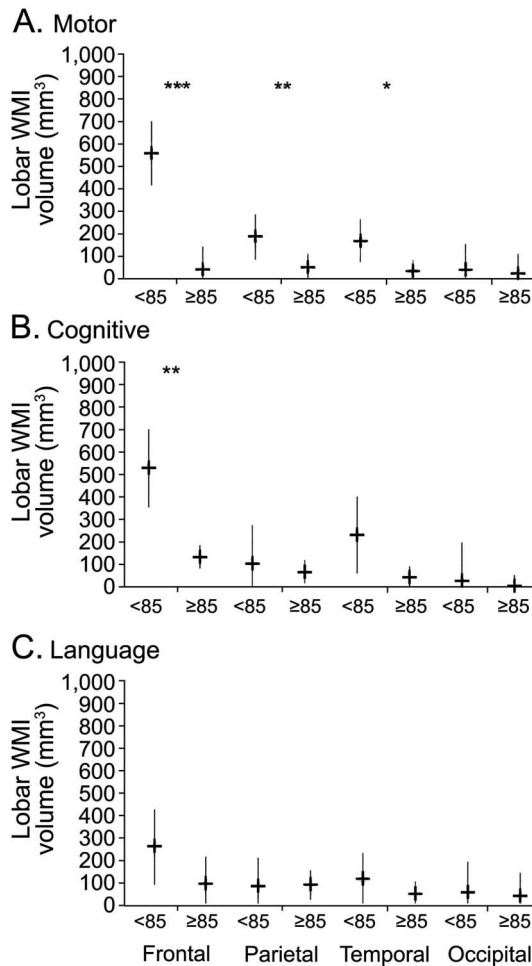 A. Motor
Lobar WMI
volume (mm³)
1,000
900
800
700
600
500
400
300
200
100
0
*** ** *
<85 ≥85 <85 ≥85 <85 ≥85 <85 ≥85
B. Cognitive
Lobar WMI
volume (mm³)
1,000
900
800
700
600
500
400
300
200
100
0
**
<85 ≥85 <85 ≥85 <85 ≥85 <85 ≥85
C. Language
Lobar WMI
volume (mm³)
1,000
900
800
700
600
500
400
300
200
100
0
<85 ≥85 <85 ≥85 <85 ≥85 <85 ≥85
Frontal Parietal Temporal Occipital